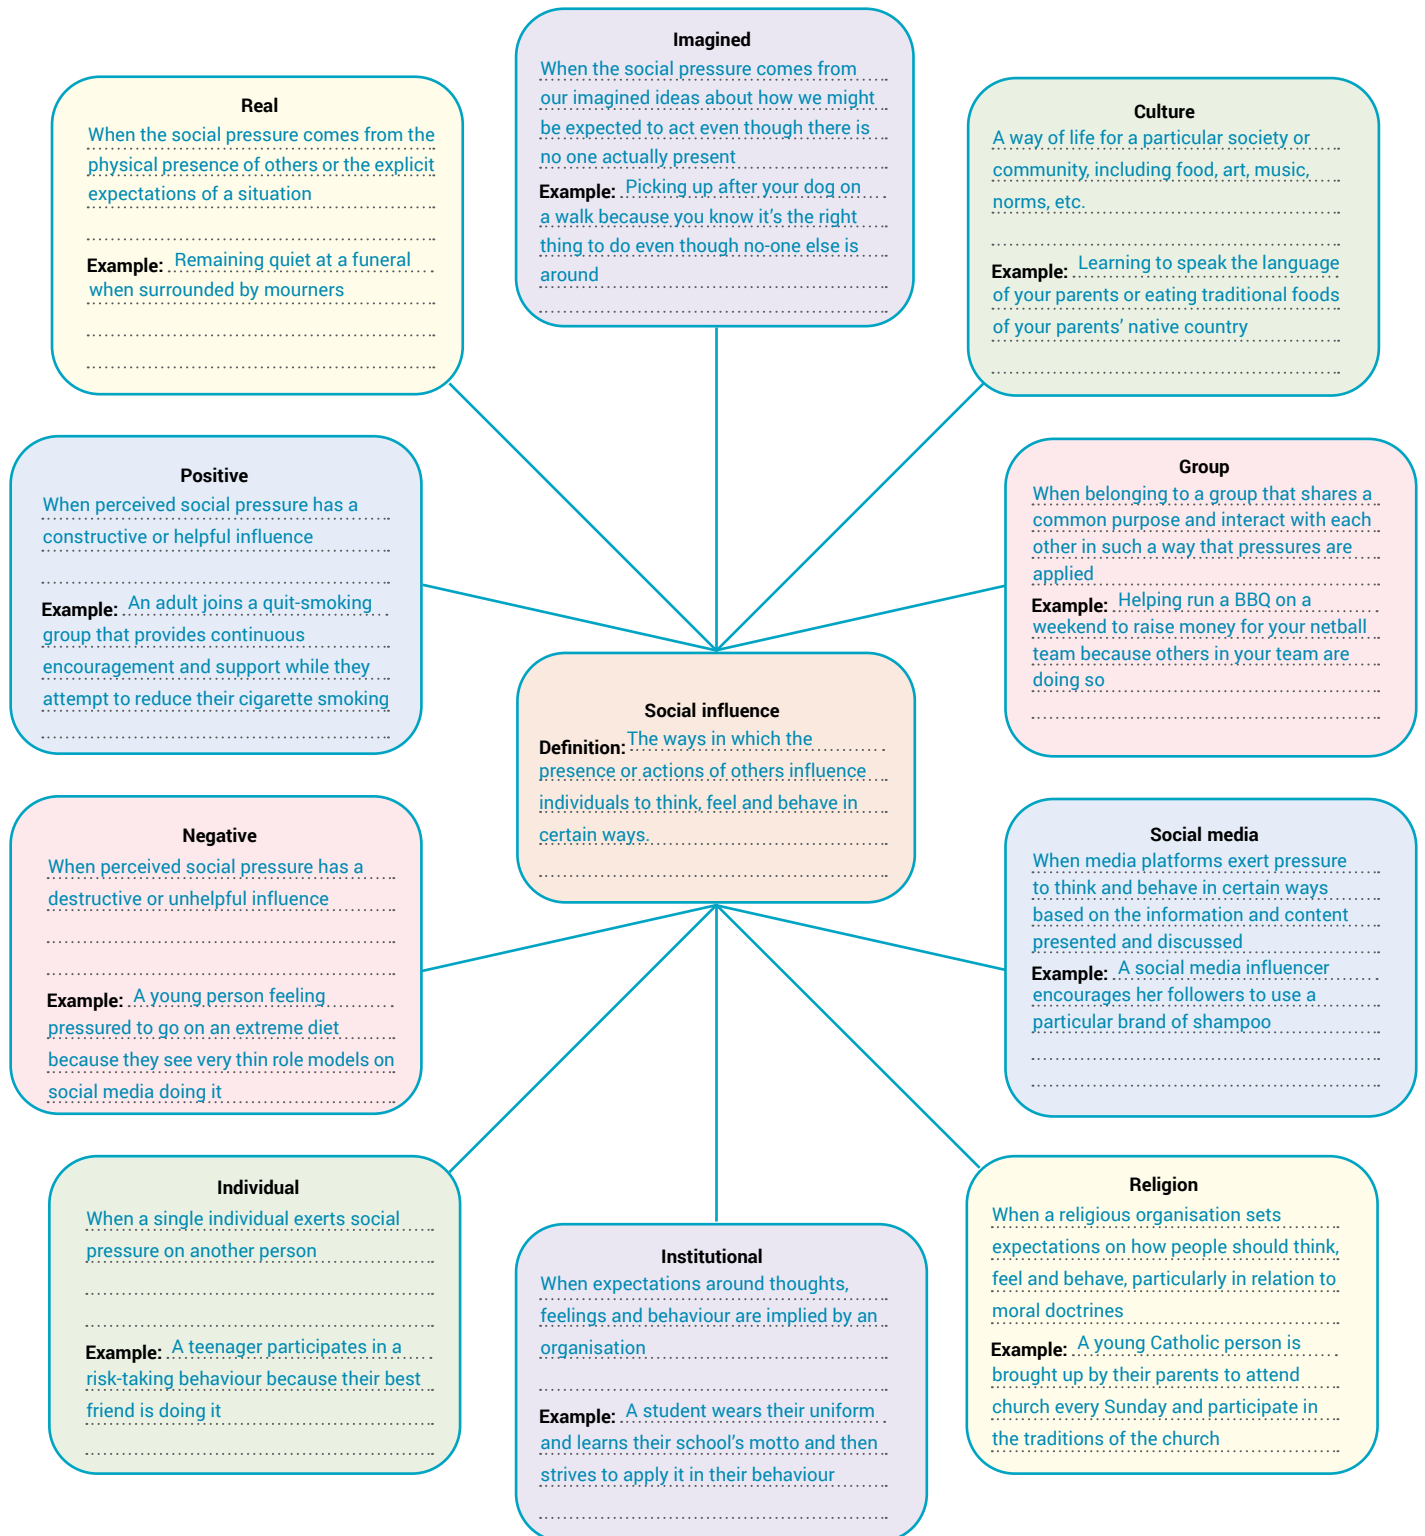 Imagined
When the social pressure comes from
our imagined ideas about how we might
be expected to act even though there is
no one actually present
Example: Picking up after your dog on
a walk because you know it's the right
thing to do even though no-one else is
around
Real
When the social pressure comes from the
physical presence of others or the explicit
expectations of a situation
Example: Remaining quiet at a funeral
when surrounded by mourners
Culture
A way of life for a particular society or
community, including food, art, music,
norms, etc.
Example: Learning to speak the language
of your parents or eating traditional foods
of your parents' native country
Positive
When perceived social pressure has a
constructive or helpful influence
Example: An adult joins a quit-smoking
group that provides continuous
encouragement and support while they
attempt to reduce their cigarette smoking
Group
When belonging to a group that shares a
common purpose and interact with each
other in such a way that pressures are
applied
Example: Helping run a BBQ on a
weekend to raise money for your netball
team because others in your team are
doing so
Social influence
Definition: The ways in which the
presence or actions of others influence
individuals to think, feel and behave in
certain ways.
Negative
When perceived social pressure has a
destructive or unhelpful influence
Example: A young person feeling
pressured to go on an extreme diet
because they see very thin role models on
social media doing it
Social media
When media platforms exert pressure
to think and behave in certain ways
based on the information and content
presented and discussed
Example: A social media influencer
encourages her followers to use a
particular brand of shampoo
Individual
When a single individual exerts social
pressure on another person
Example: A teenager participates in a
risk-taking behaviour because their best
friend is doing it
Institutional
When expectations around thoughts,
feelings and behaviour are implied by an
organisation
Example: A student wears their uniform
and learns their school's motto and then
strives to apply it in their behaviour
Religion
When a religious organisation sets
expectations on how people should think,
feel and behave, particularly in relation to
moral doctrines
Example: A young Catholic person is
brought up by their parents to attend
church every Sunday and participate in
the traditions of the church